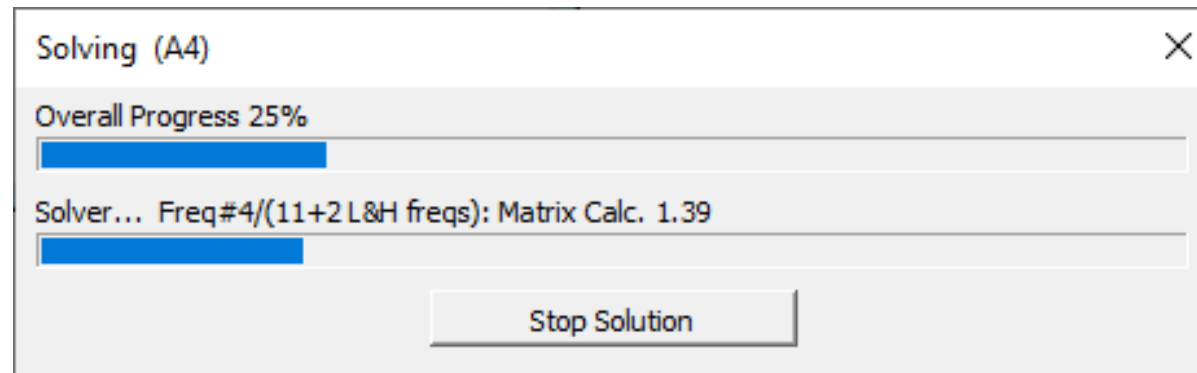 Solving (A4)
Overall Progress 25%
Solver... Freq#4/(11+2 L&H freqs): Matrix Calc. 1.39
Stop Solution